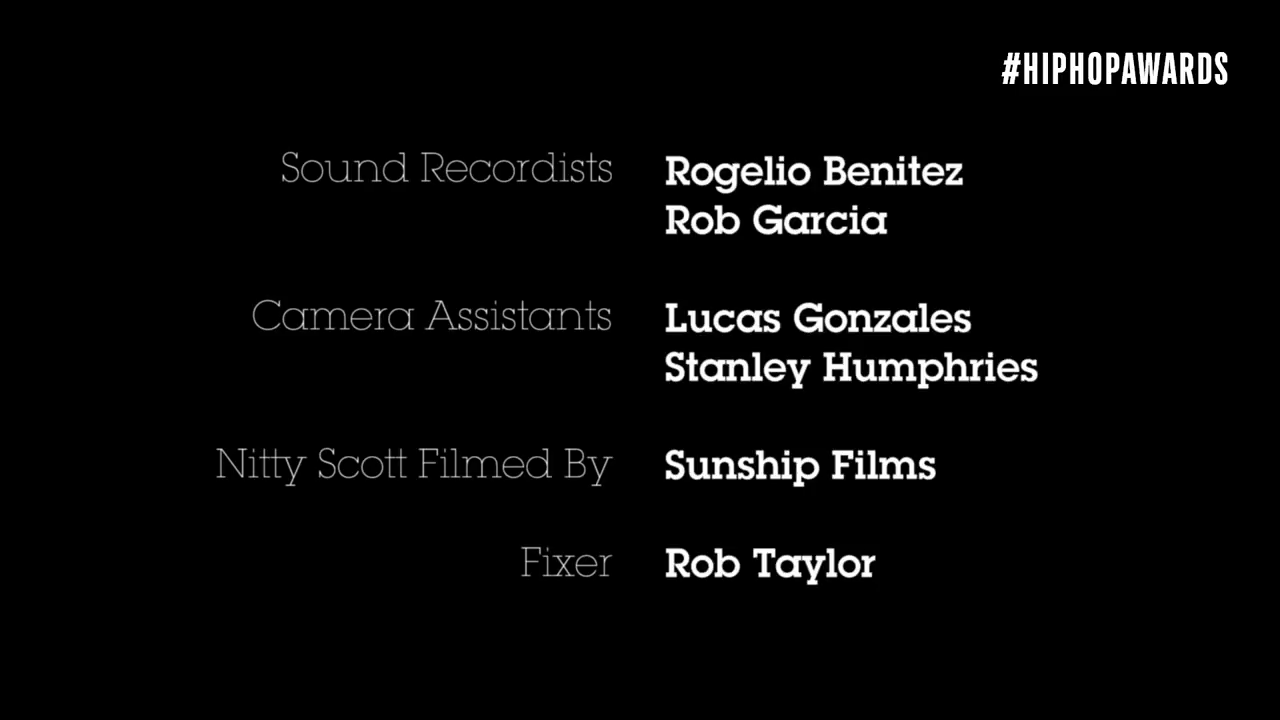 #HIPHOPAWARDS
Sound Recordists Rogelio Benitez
Rob Garcia
Camera Assistants Lucas Gonzales
Stanley Humphries
Nitty Scott Filmed By Sunship Films
Fixer Rob Taylor